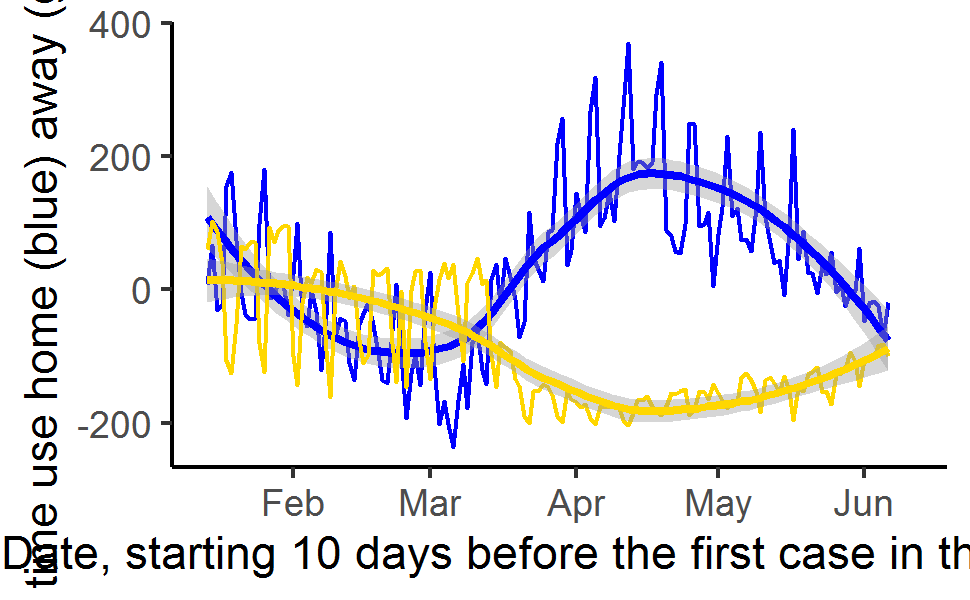 time use home (blue) away (
400
200
0
-200
Feb Mar Apr May Jun
Date, starting 10 days before the first case in th